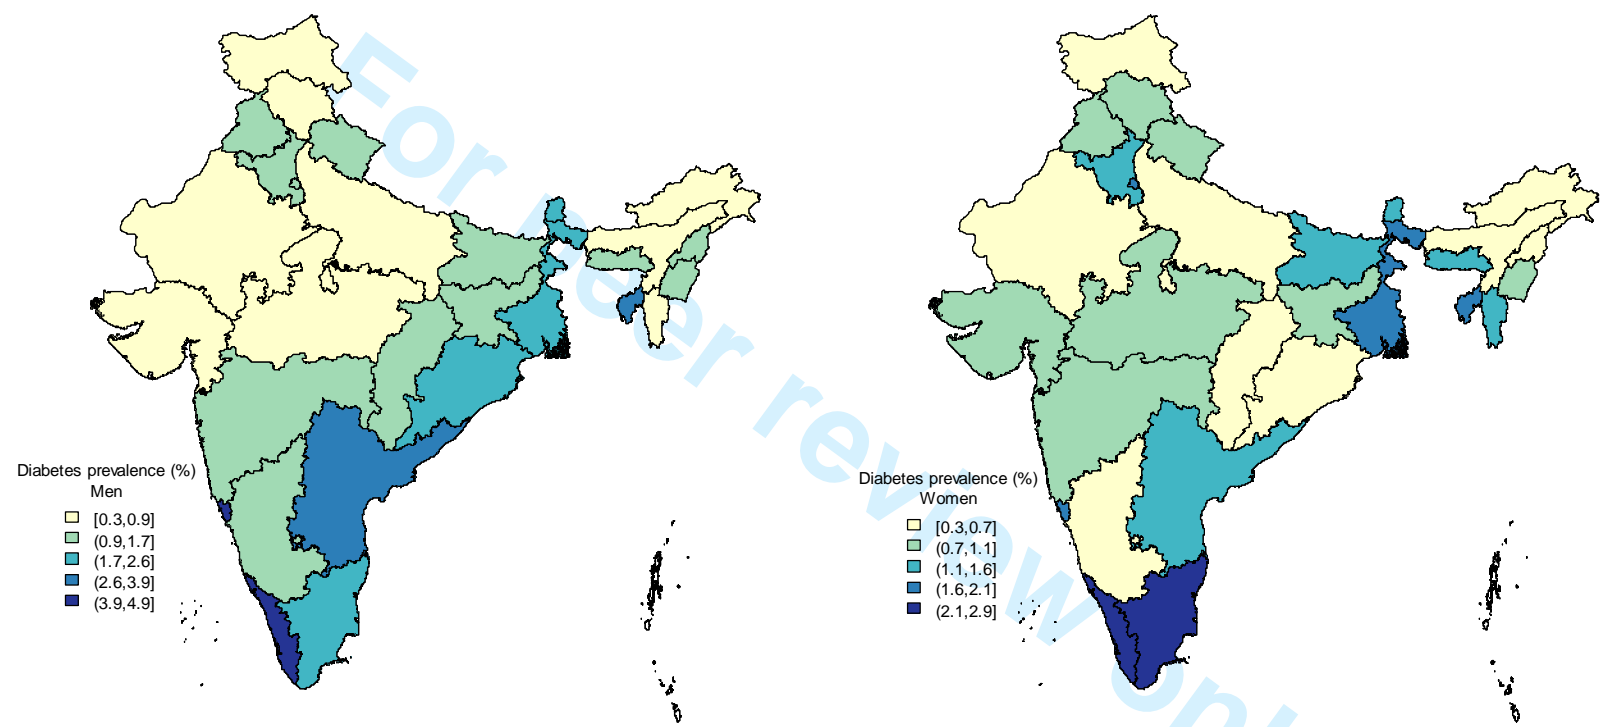 For peer review only
Diabetes prevalence (%)
Men
[0.3,0.9]
(0.9,1.7]
(1.7,2.6]
(2.6,3.9]
(3.9,4.9]
Diabetes prevalence (%)
Women
[0.3,0.7]
(0.7,1.1]
(1.1,1.6]
(1.6,2.1]
(2.1,2.9]